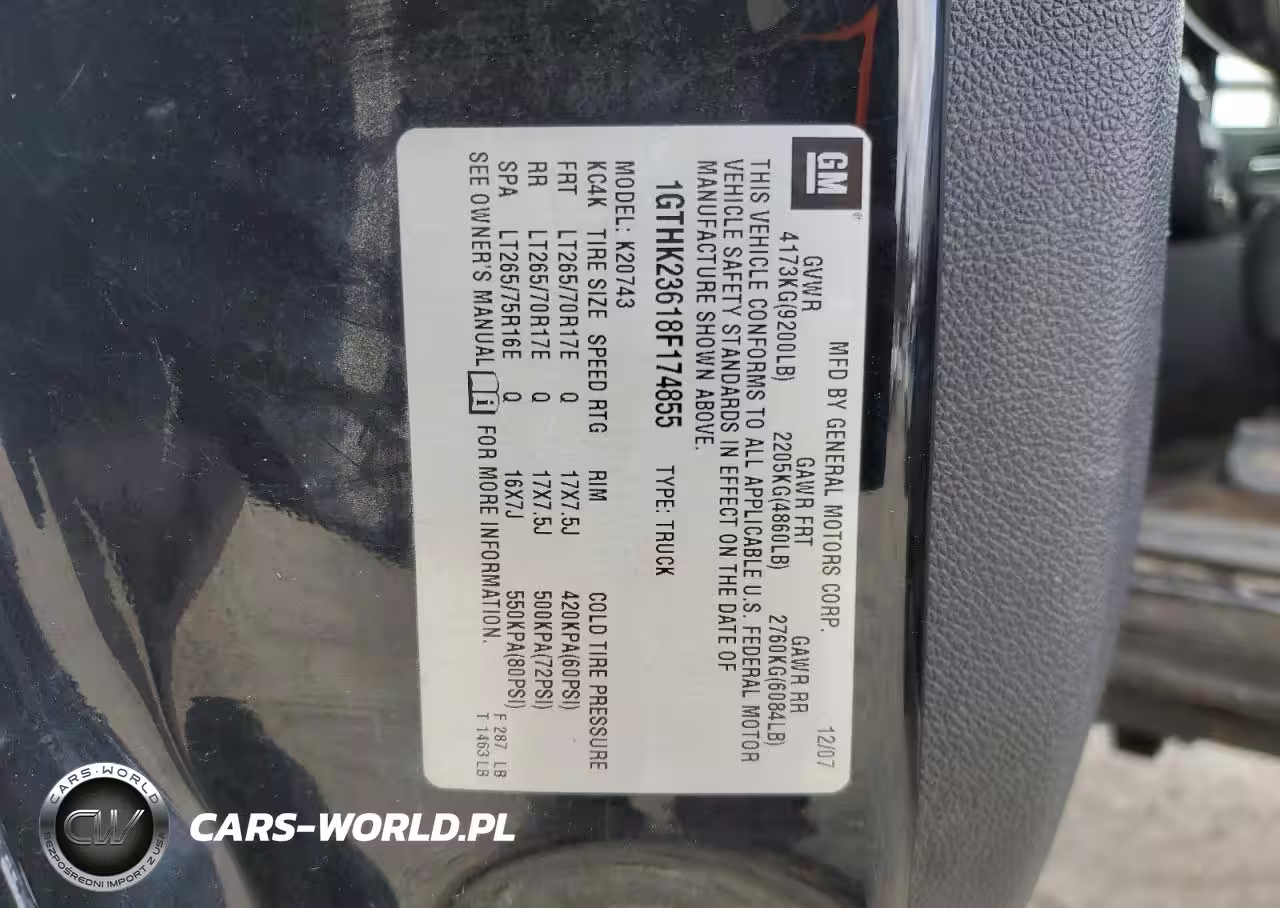 GM
MFD BY GENERAL MOTORS CORP. 12/07
GVWR GAWR FRT GAWR RR
4173KG(9200LB) 2205KG(4860LB) 2760KG(6084LB)
THIS VEHICLE CONFORMS TO ALL APPLICABLE U.S. FEDERAL MOTOR
VEHICLE SAFETY STANDARDS IN EFFECT ON THE DATE OF
MANUFACTURE SHOWN ABOVE.
1GTHK23618F174855 TYPE: TRUCK
MODEL: K20743
KC4K TIRE SIZE SPEED RTG RIM COLD TIRE PRESSURE
FRT LT265/70R17E Q 17X7.5J 420KPA(60PSI)
RR LT265/70R17E Q 17X7.5J 500KPA(72PSI)
SPA LT265/75R16E Q 16X7J 550KPA(80PSI)
SEE OWNER'S MANUAL i FOR MORE INFORMATION.
F 287 LB
T 1463 LB
CARS-WORLD
CW
BEZPOŚREDNI IMPORT Z USA
CARS-WORLD.PL